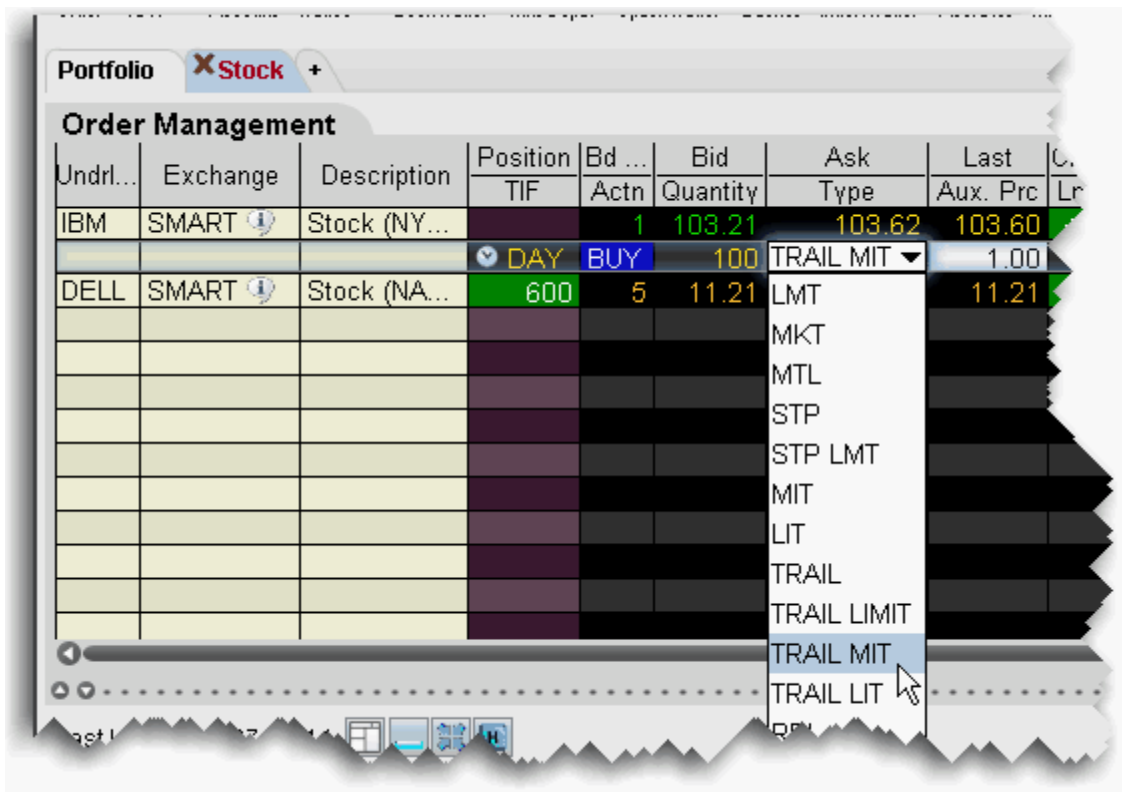 Portfolio Stock +
Order Management
Undrl... Exchange Description Position Bd ... Bid Ask Last
TIF Actn Quantity Type Aux. Prc
IBM SMART Stock (NY... 1 103.21 103.62 103.60
DAY BUY 100 TRAIL MIT 1.00
DELL SMART Stock (NA... 600 5 11.21 11.21
LMT
MKT
MTL
STP
STP LMT
MIT
LIT
TRAIL
TRAIL LIMIT
TRAIL MIT
TRAIL LIT
H